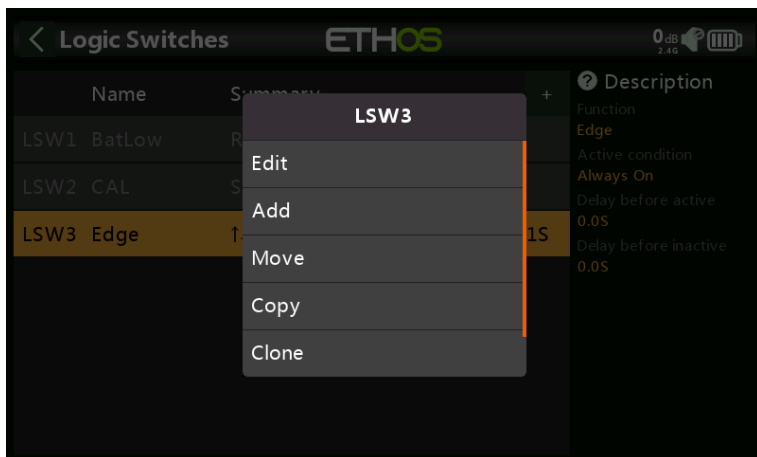 Logic Switches
ETHOS
0dB
2.4G
Name Summary +
LSW1 BatLow R
LSW2 CAL S
LSW3 Edge 1S
LSW3
Edit
Add
Move
Copy
Clone
Description
Function
Edge
Active condition
Always On
Delay before active
0.0S
Delay before inactive
0.0S